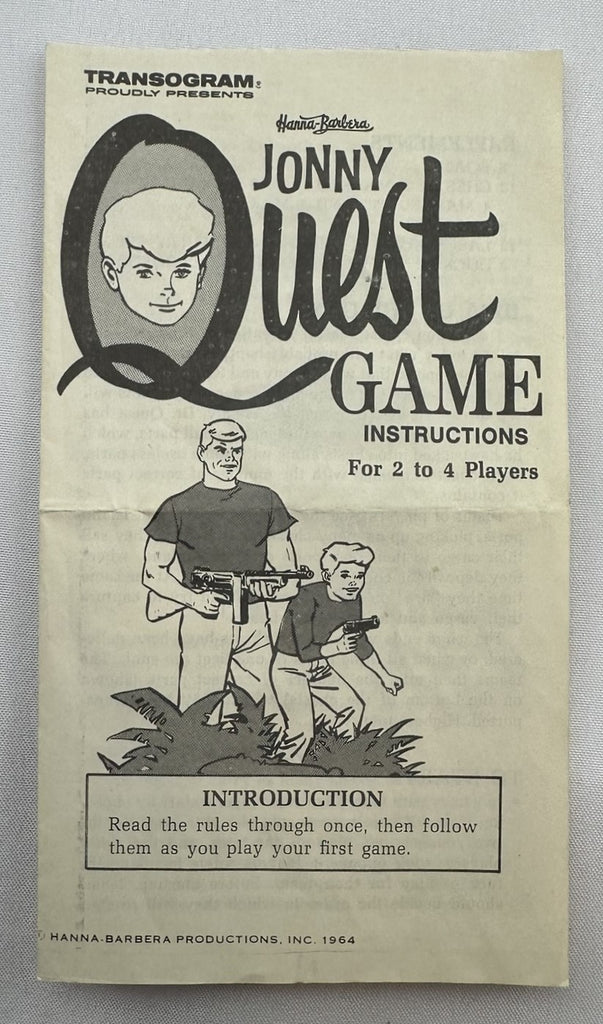 TRANSOGRAM®
PROUDLY PRESENTS
Hanna-Barbera
JONNY
Quest
GAME
INSTRUCTIONS
For 2 to 4 Players
INTRODUCTION
Read the rules through once, then follow
them as you play your first game.
© HANNA-BARBERA PRODUCTIONS, INC. 1964